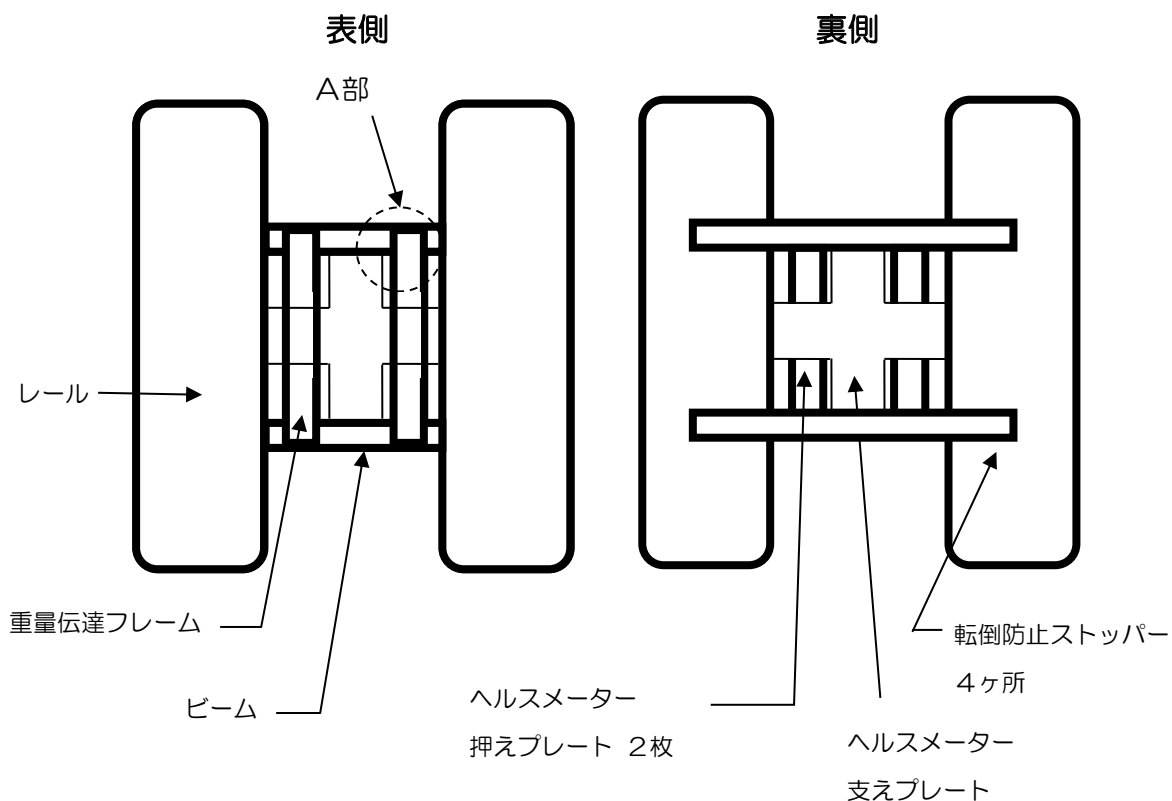 表側
裏側
A部
レール
重量伝達フレーム
ビーム
ヘルスメーター
押えプレート 2枚
転倒防止ストッパー
4ヶ所
ヘルスメーター
支えプレート